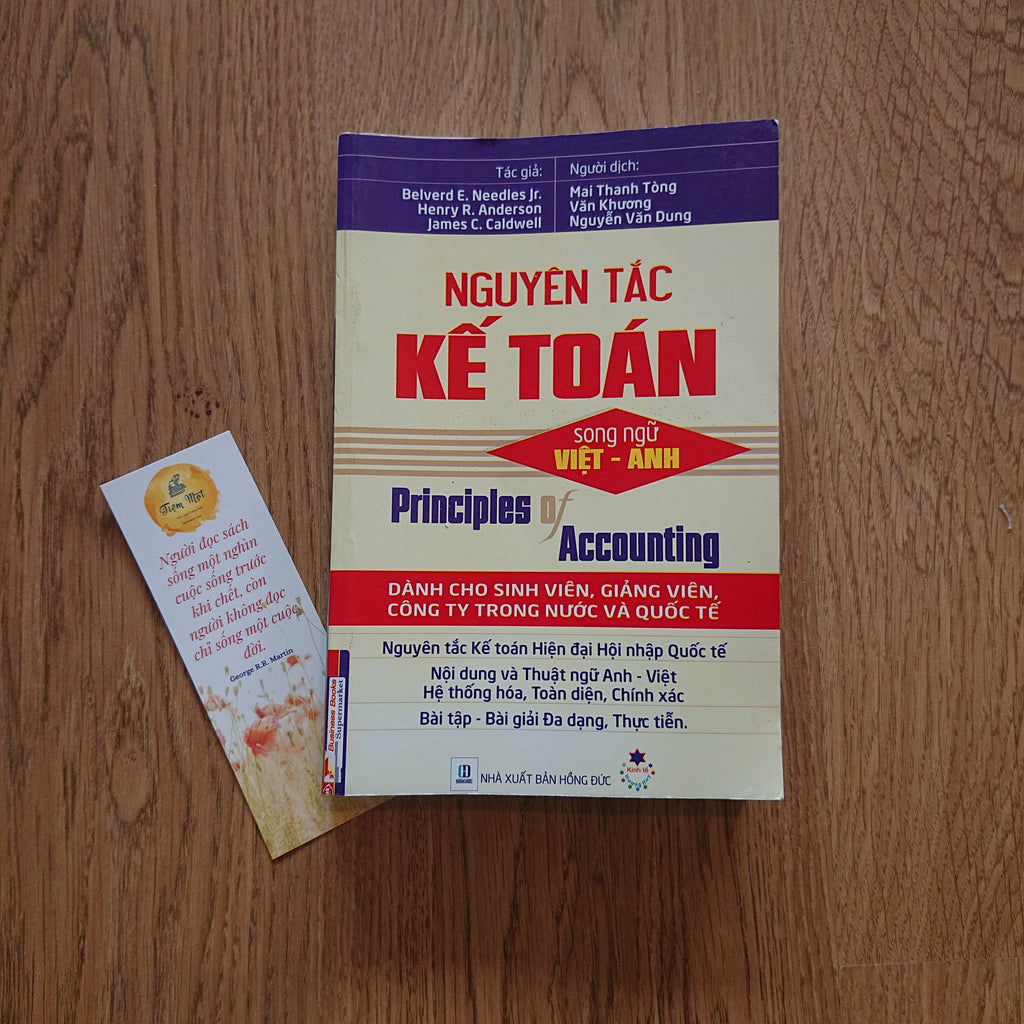 Tác giả:
Belverd E. Needles Jr.
Henry R. Anderson
James C. Caldwell
Người dịch:
Mai Thanh Tòng
Văn Khương
Nguyễn Văn Dung
NGUYÊN TẮC
KẾ TOÁN
song ngữ
VIỆT - ANH
Principles of
Accounting
DÀNH CHO SINH VIÊN, GIẢNG VIÊN,
CÔNG TY TRONG NƯỚC VÀ QUỐC TẾ
Nguyên tắc Kế toán Hiện đại Hội nhập Quốc tế
Nội dung và Thuật ngữ Anh - Việt
Hệ thống hóa, Toàn diện, Chính xác
Bài tập - Bài giải Đa dạng, Thực tiễn.
HỒNG ĐỨC
NHÀ XUẤT BẢN HỒNG ĐỨC
Kinh tế
Business Books
Supermarket
Tiệm Mọt
Người đọc sách
sống một nghìn
cuộc sống trước
khi chết, còn
người không đọc
chỉ sống một cuộc
đời.
George R.R. Martin